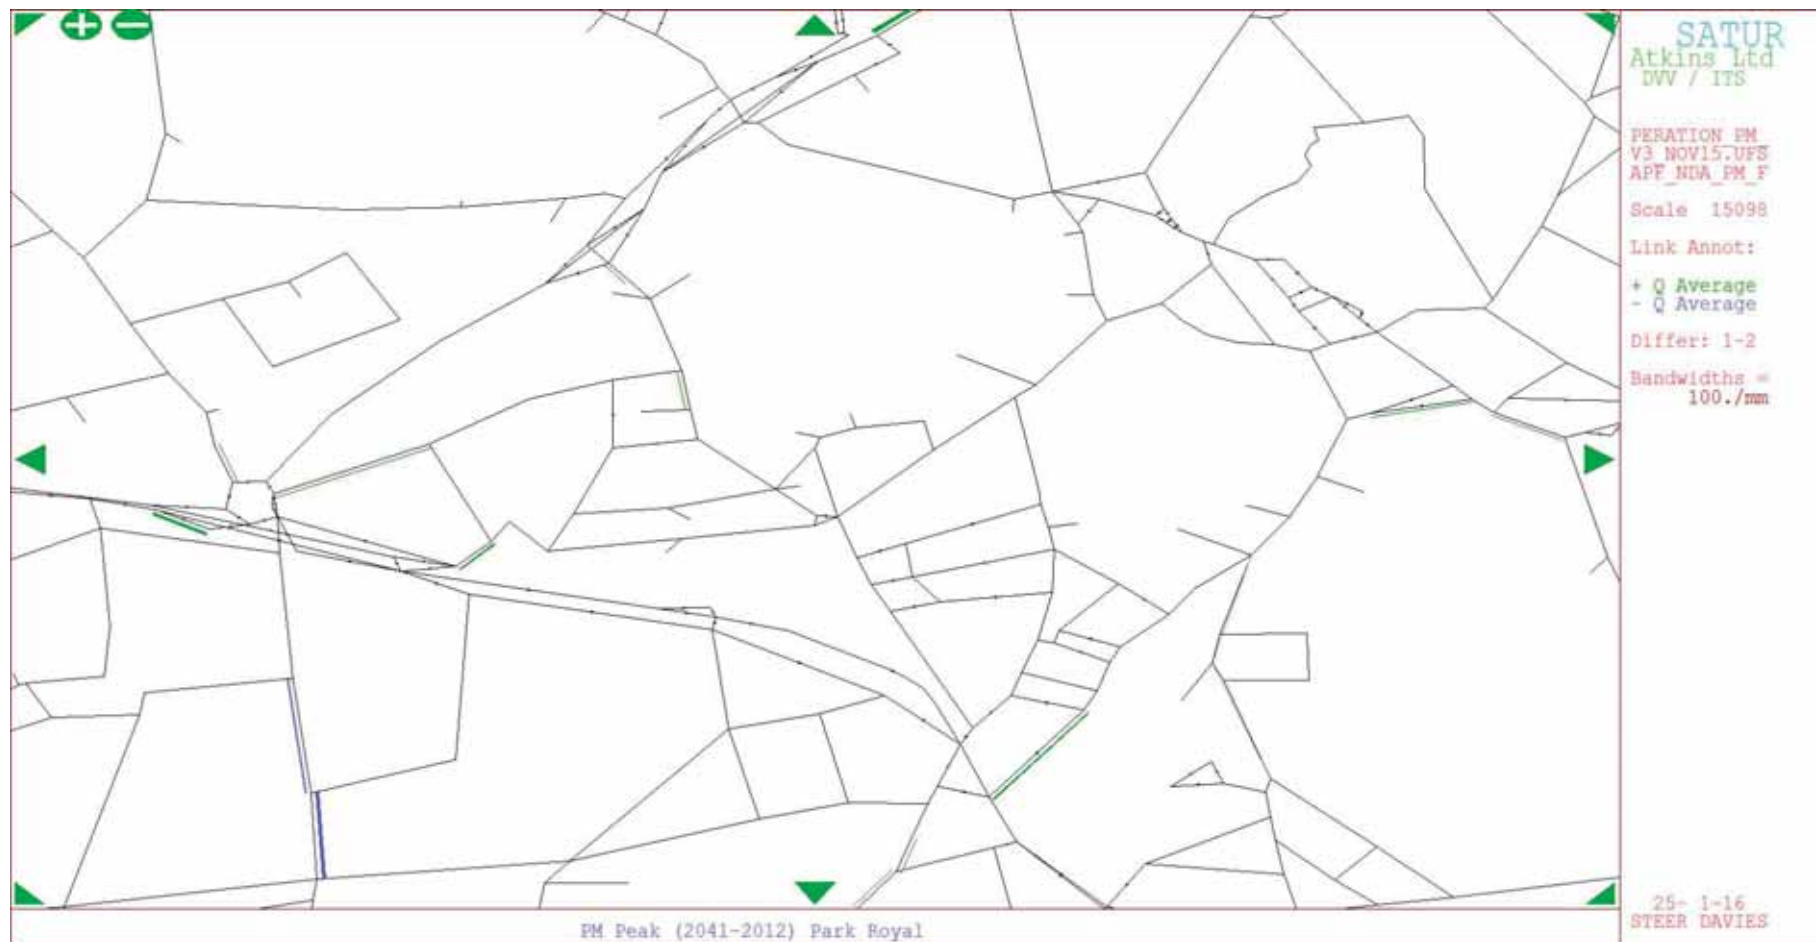 SATUR
Atkins Ltd
DVV / ITS
PERATION_PM_
V3_NOV15.UFS
APF_NDA_PM_F
Scale 15098
Link Annot:
+ Q Average
- Q Average
Differ: 1-2
Bandwidths =
100./mm
25- 1-16
STEER DAVIES
PM Peak (2041-2012) Park Royal